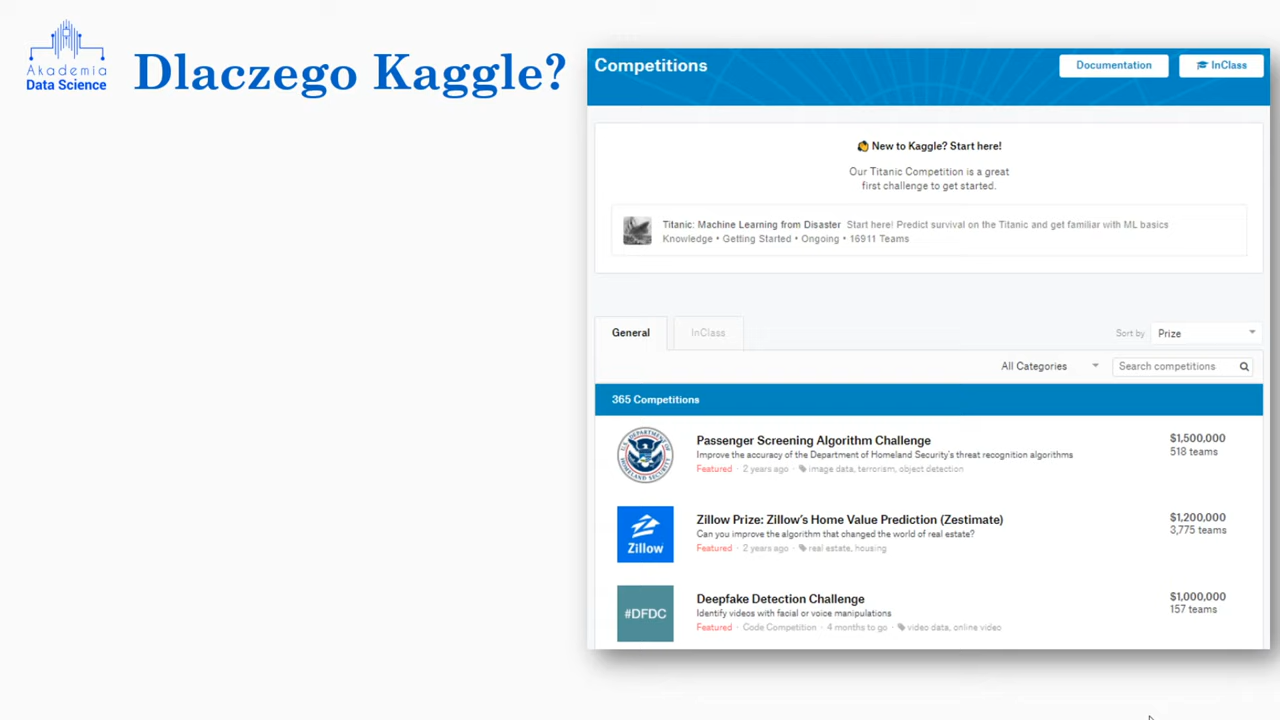 Akademia
Data Science
Dlaczego Kaggle?
Competitions
Documentation
InClass
New to Kaggle? Start here!
Our Titanic Competition is a great
first challenge to get started.
Titanic: Machine Learning from Disaster Start here! Predict survival on the Titanic and get familiar with ML basics
Knowledge • Getting Started • Ongoing • 16911 Teams
General
InClass
Sort by
Prize
All Categories
Search competitions
365 Competitions
Passenger Screening Algorithm Challenge
$1,500,000
Improve the accuracy of the Department of Homeland Security's threat recognition algorithms
518 teams
Featured · 2 years ago · image data, terrorism, object detection
Zillow
Zillow Prize: Zillow's Home Value Prediction (Zestimate)
$1,200,000
Can you improve the algorithm that changed the world of real estate?
3,775 teams
Featured · 2 years ago · real estate, housing
#DFDC
Deepfake Detection Challenge
$1,000,000
Identify videos with facial or voice manipulations
157 teams
Featured · Code Competition · 4 months to go · video data, online video